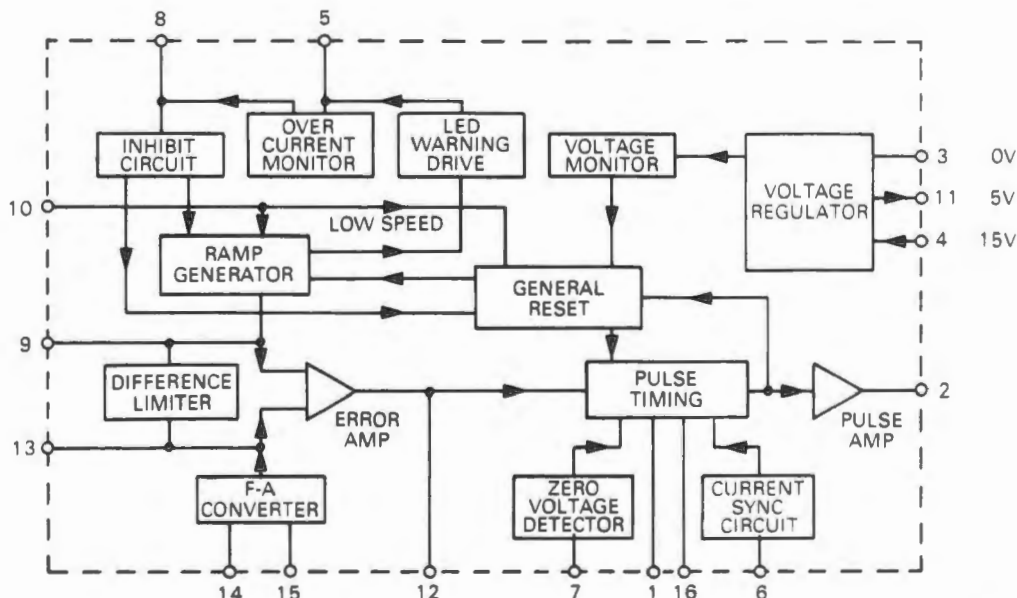 8
5
INHIBIT
CIRCUIT
OVER
CURRENT
MONITOR
LED
WARNING
DRIVE
VOLTAGE
MONITOR
VOLTAGE
REGULATOR
3 0V
11 5V
4 15V
10
LOW SPEED
RAMP
GENERATOR
GENERAL
RESET
9
DIFFERENCE
LIMITER
ERROR
AMP
PULSE
TIMING
PULSE
AMP
2
13
F-A
CONVERTER
ZERO
VOLTAGE
DETECTOR
CURRENT
SYNC
CIRCUIT
14 15 12 7 1 16 6